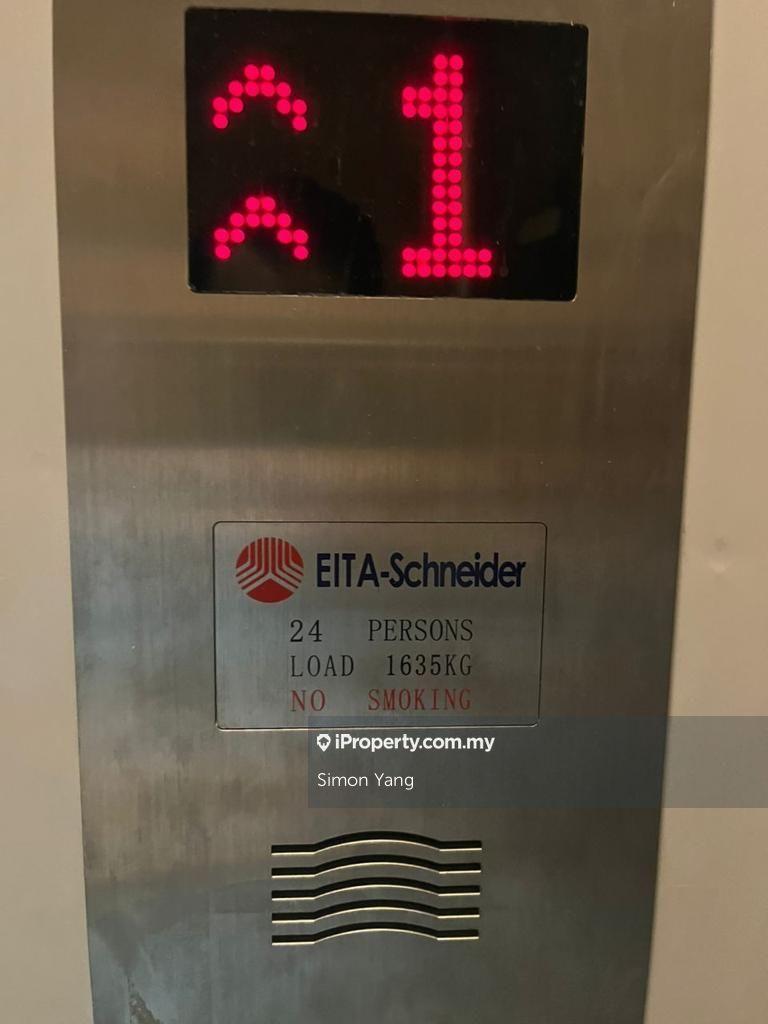 1
EITA-Schneider
24 PERSONS
LOAD 1635KG
NO SMOKING
iProperty.com.my
Simon Yang